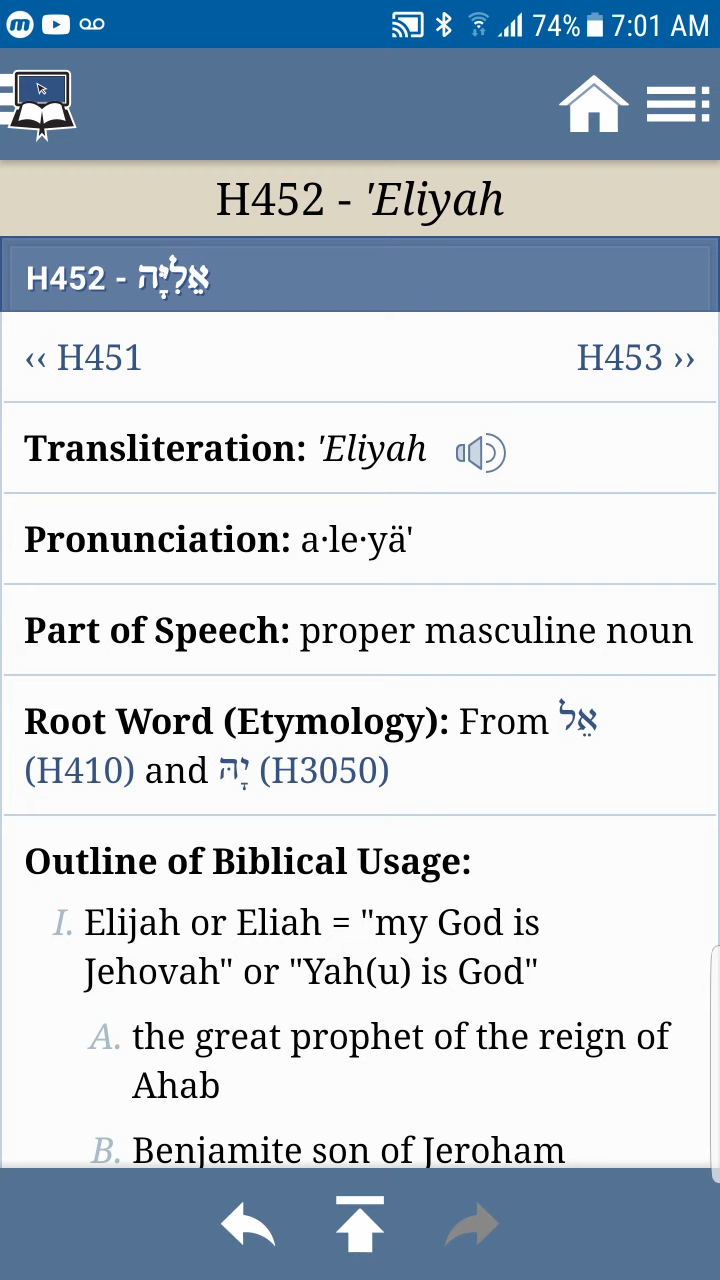 74% 7:01 AM
H452 - 'Eliyah
H452 - אֵלִיָּה
‹‹ H451 H453 ››
Transliteration: 'Eliyah
Pronunciation: a·le·yä'
Part of Speech: proper masculine noun
Root Word (Etymology): From אֵל
(H410) and יָהּ (H3050)
Outline of Biblical Usage:
I. Elijah or Eliah = "my God is
Jehovah" or "Yah(u) is God"
A. the great prophet of the reign of
Ahab
B. Benjamite son of Jeroham